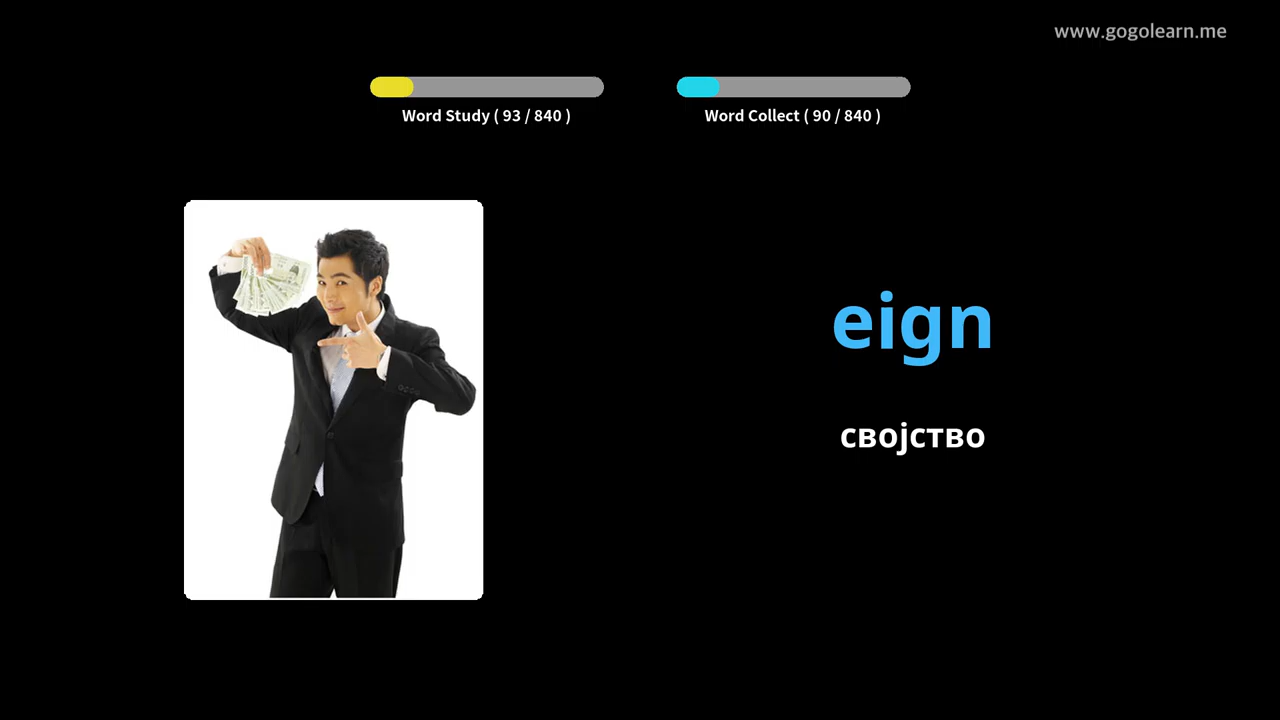 www.gogolearn.me
Word Study ( 93 / 840 )
Word Collect ( 90 / 840 )
eign
својство